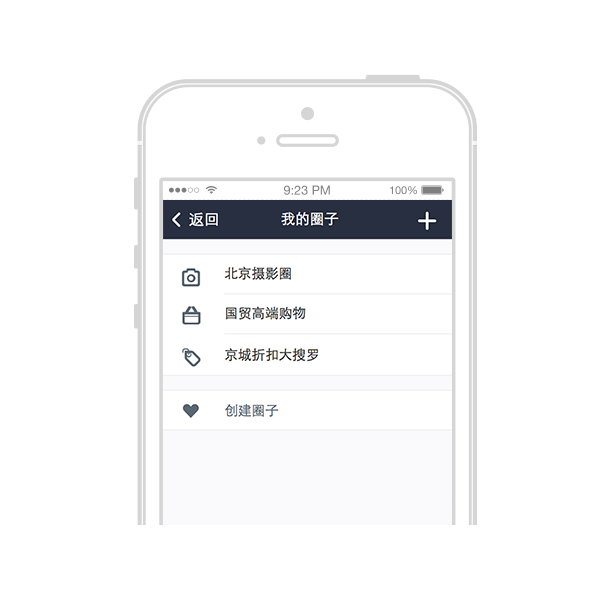 9:23 PM 100%
返回 我的圈子
北京摄影圈
国贸高端购物
京城折扣大搜罗
创建圈子